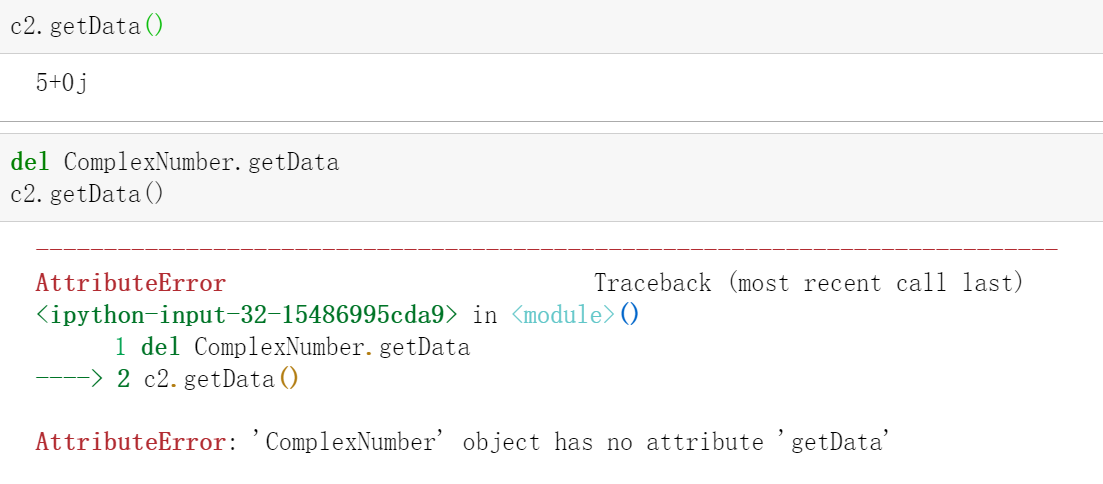 c2.getData()
5+0j
del ComplexNumber.getData
c2.getData()
---------------------------------------------------------------------------
AttributeError                            Traceback (most recent call last)
<ipython-input-32-15486995cda9> in <module>()
      1 del ComplexNumber.getData
----> 2 c2.getData()
AttributeError: 'ComplexNumber' object has no attribute 'getData'